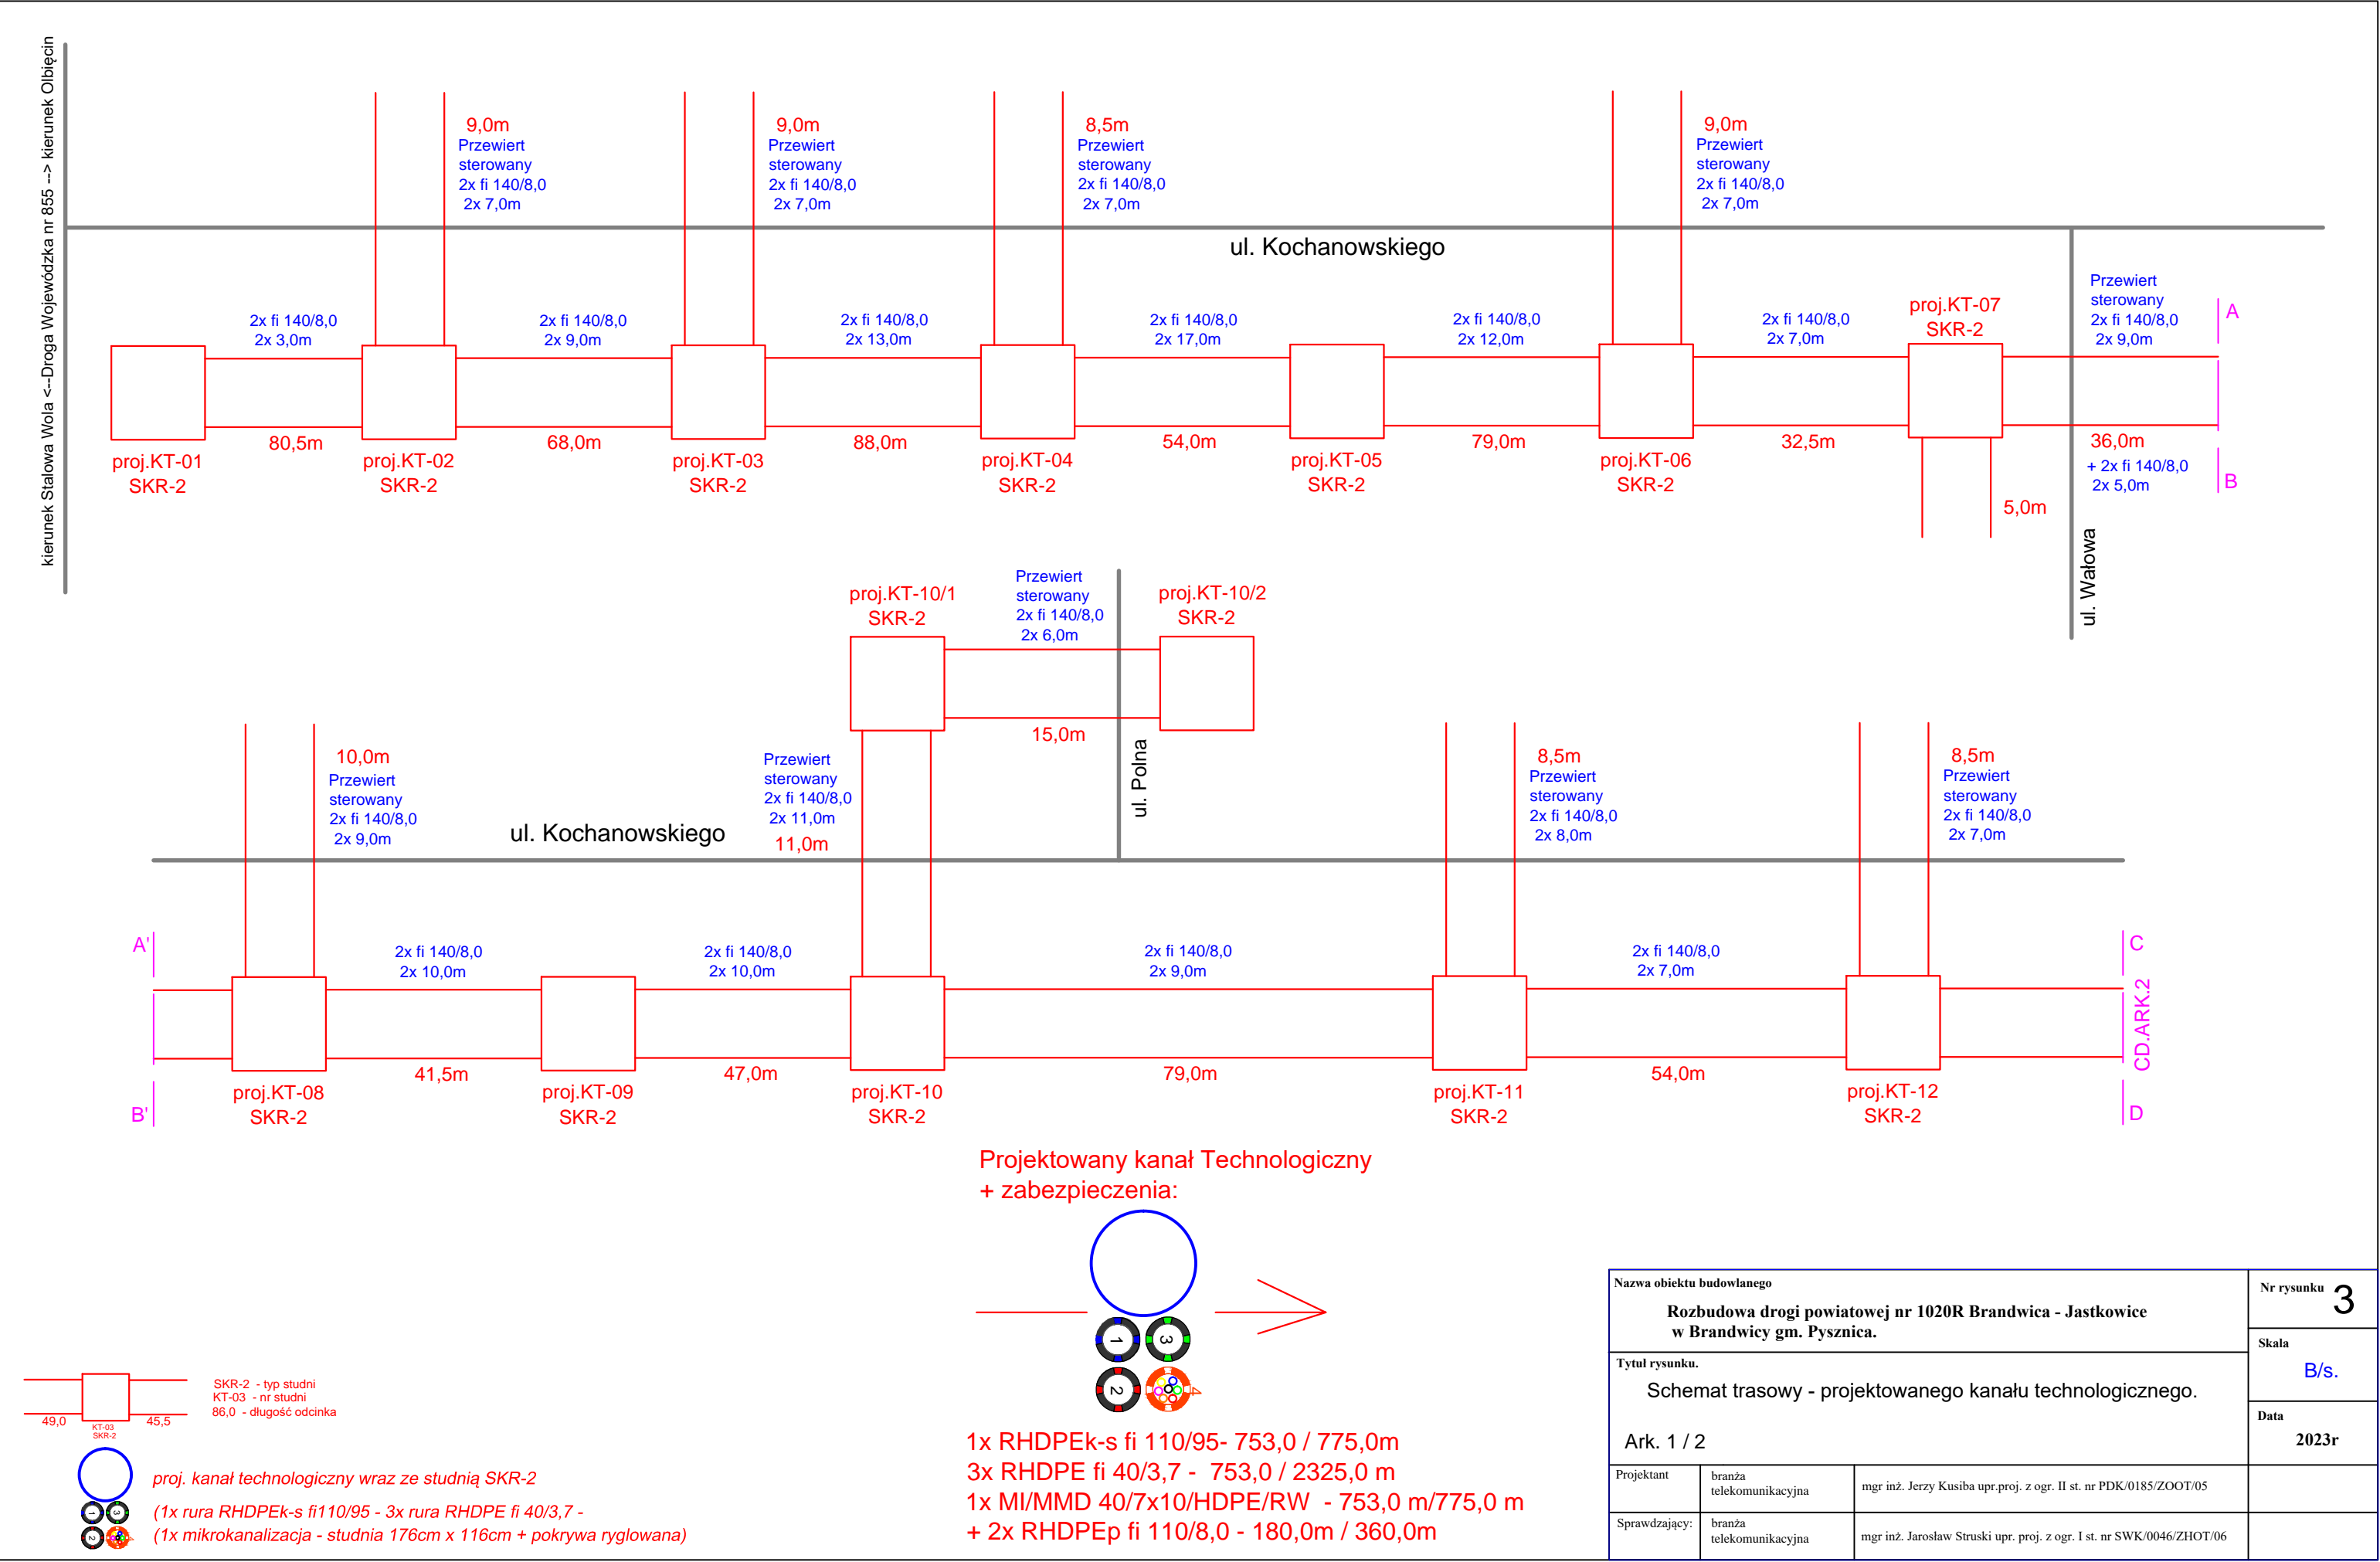 kierunek Stalowa Wola <--Droga Wojewódzka nr 855 --> kierunek Olbięcin
9,0m
Przewiert
sterowany
2x fi 140/8,0
2x 7,0m
9,0m
Przewiert
sterowany
2x fi 140/8,0
2x 7,0m
8,5m
Przewiert
sterowany
2x fi 140/8,0
2x 7,0m
9,0m
Przewiert
sterowany
2x fi 140/8,0
2x 7,0m
ul. Kochanowskiego
2x fi 140/8,0
2x 3,0m
2x fi 140/8,0
2x 9,0m
2x fi 140/8,0
2x 13,0m
2x fi 140/8,0
2x 17,0m
2x fi 140/8,0
2x 12,0m
2x fi 140/8,0
2x 7,0m
proj.KT-07
SKR-2
Przewiert
sterowany
2x fi 140/8,0
2x 9,0m
A
80,5m
68,0m
88,0m
54,0m
79,0m
32,5m
36,0m
+ 2x fi 140/8,0
2x 5,0m
B
proj.KT-01
SKR-2
proj.KT-02
SKR-2
proj.KT-03
SKR-2
proj.KT-04
SKR-2
proj.KT-05
SKR-2
proj.KT-06
SKR-2
5,0m
ul. Wałowa
proj.KT-10/1
SKR-2
Przewiert
sterowany
2x fi 140/8,0
2x 6,0m
proj.KT-10/2
SKR-2
15,0m
ul. Polna
10,0m
Przewiert
sterowany
2x fi 140/8,0
2x 9,0m
ul. Kochanowskiego
Przewiert
sterowany
2x fi 140/8,0
2x 11,0m
11,0m
8,5m
Przewiert
sterowany
2x fi 140/8,0
2x 8,0m
8,5m
Przewiert
sterowany
2x fi 140/8,0
2x 7,0m
A'
2x fi 140/8,0
2x 10,0m
2x fi 140/8,0
2x 10,0m
2x fi 140/8,0
2x 9,0m
2x fi 140/8,0
2x 7,0m
C
CD.ARK.2
D
B'
41,5m
47,0m
79,0m
54,0m
proj.KT-08
SKR-2
proj.KT-09
SKR-2
proj.KT-10
SKR-2
proj.KT-11
SKR-2
proj.KT-12
SKR-2
Projektowany kanał Technologiczny
+ zabezpieczenia:
1
3
2
4
1x RHDPEk-s fi 110/95- 753,0 / 775,0m
3x RHDPE fi 40/3,7 - 753,0 / 2325,0 m
1x MI/MMD 40/7x10/HDPE/RW - 753,0 m/775,0 m
+ 2x RHDPEp fi 110/8,0 - 180,0m / 360,0m
49,0
KT-03
SKR-2
45,5
SKR-2 - typ studni
KT-03 - nr studni
86,0 - długość odcinka
proj. kanał technologiczny wraz ze studnią SKR-2
1
3
2
(1x rura RHDPEk-s fi110/95 - 3x rura RHDPE fi 40/3,7 -
(1x mikrokanalizacja - studnia 176cm x 116cm + pokrywa ryglowana)
Nazwa obiektu budowlanego
Rozbudowa drogi powiatowej nr 1020R Brandwica - Jastkowice
w Brandwicy gm. Pysznica.
Nr rysunku 3
Tytuł rysunku.
Schemat trasowy - projektowanego kanału technologicznego.
Ark. 1 / 2
Skala
B/s.
Data
2023r
Projektant
branża
telekomunikacyjna
mgr inż. Jerzy Kusiba upr.proj. z ogr. II st. nr PDK/0185/ZOOT/05
Sprawdzający:
branża
telekomunikacyjna
mgr inż. Jarosław Struski upr. proj. z ogr. I st. nr SWK/0046/ZHOT/06